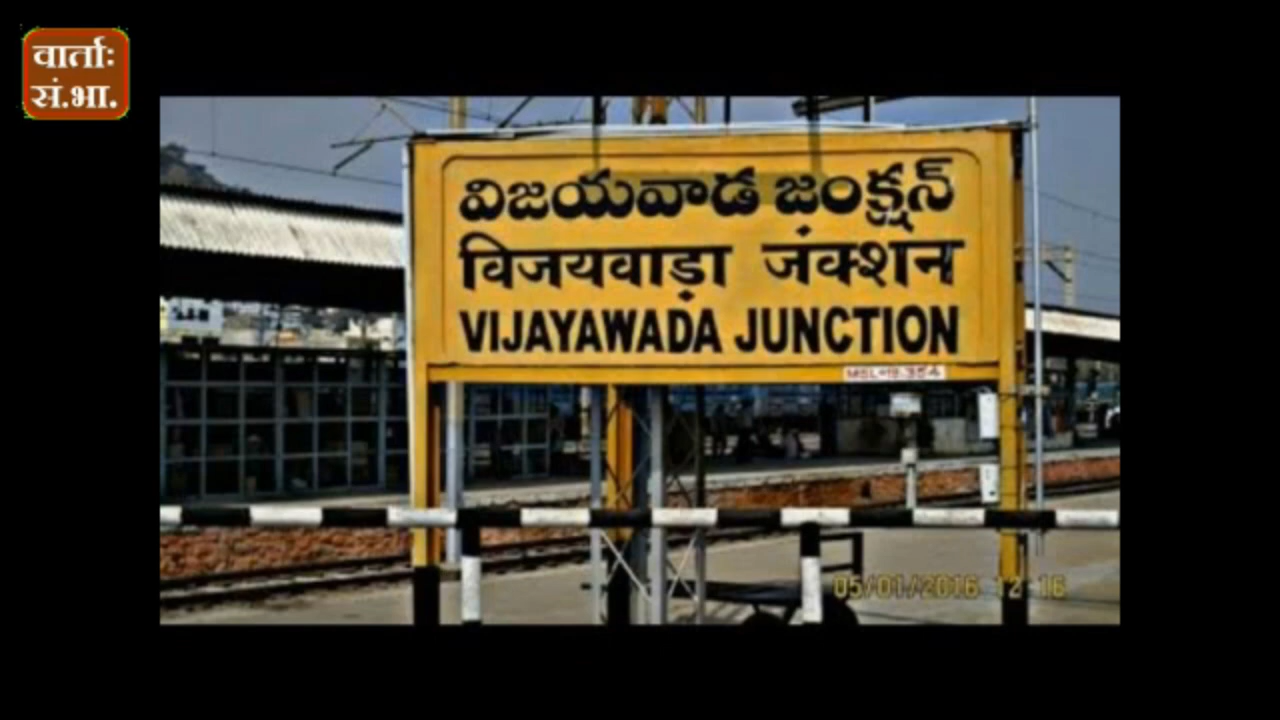 वार्ताः
सं.भा.
విజయవాడ జంక్షన్
विजयवाड़ा जंक्शन
VIJAYAWADA JUNCTION
05/01/2016 12 16